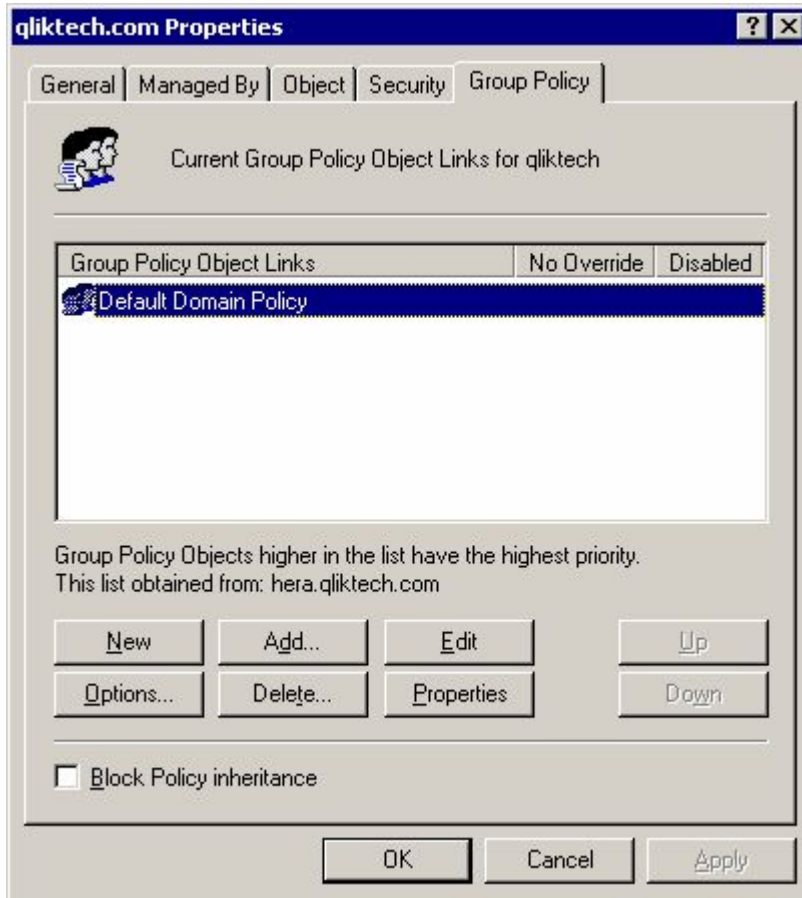 qliktech.com Properties
General Managed By Object Security Group Policy
Current Group Policy Object Links for qliktech
Group Policy Object Links No Override Disabled
Default Domain Policy
Group Policy Objects higher in the list have the highest priority.
This list obtained from: hera.qliktech.com
New Add... Edit Up
Options... Delete... Properties Down
Block Policy inheritance
OK Cancel Apply